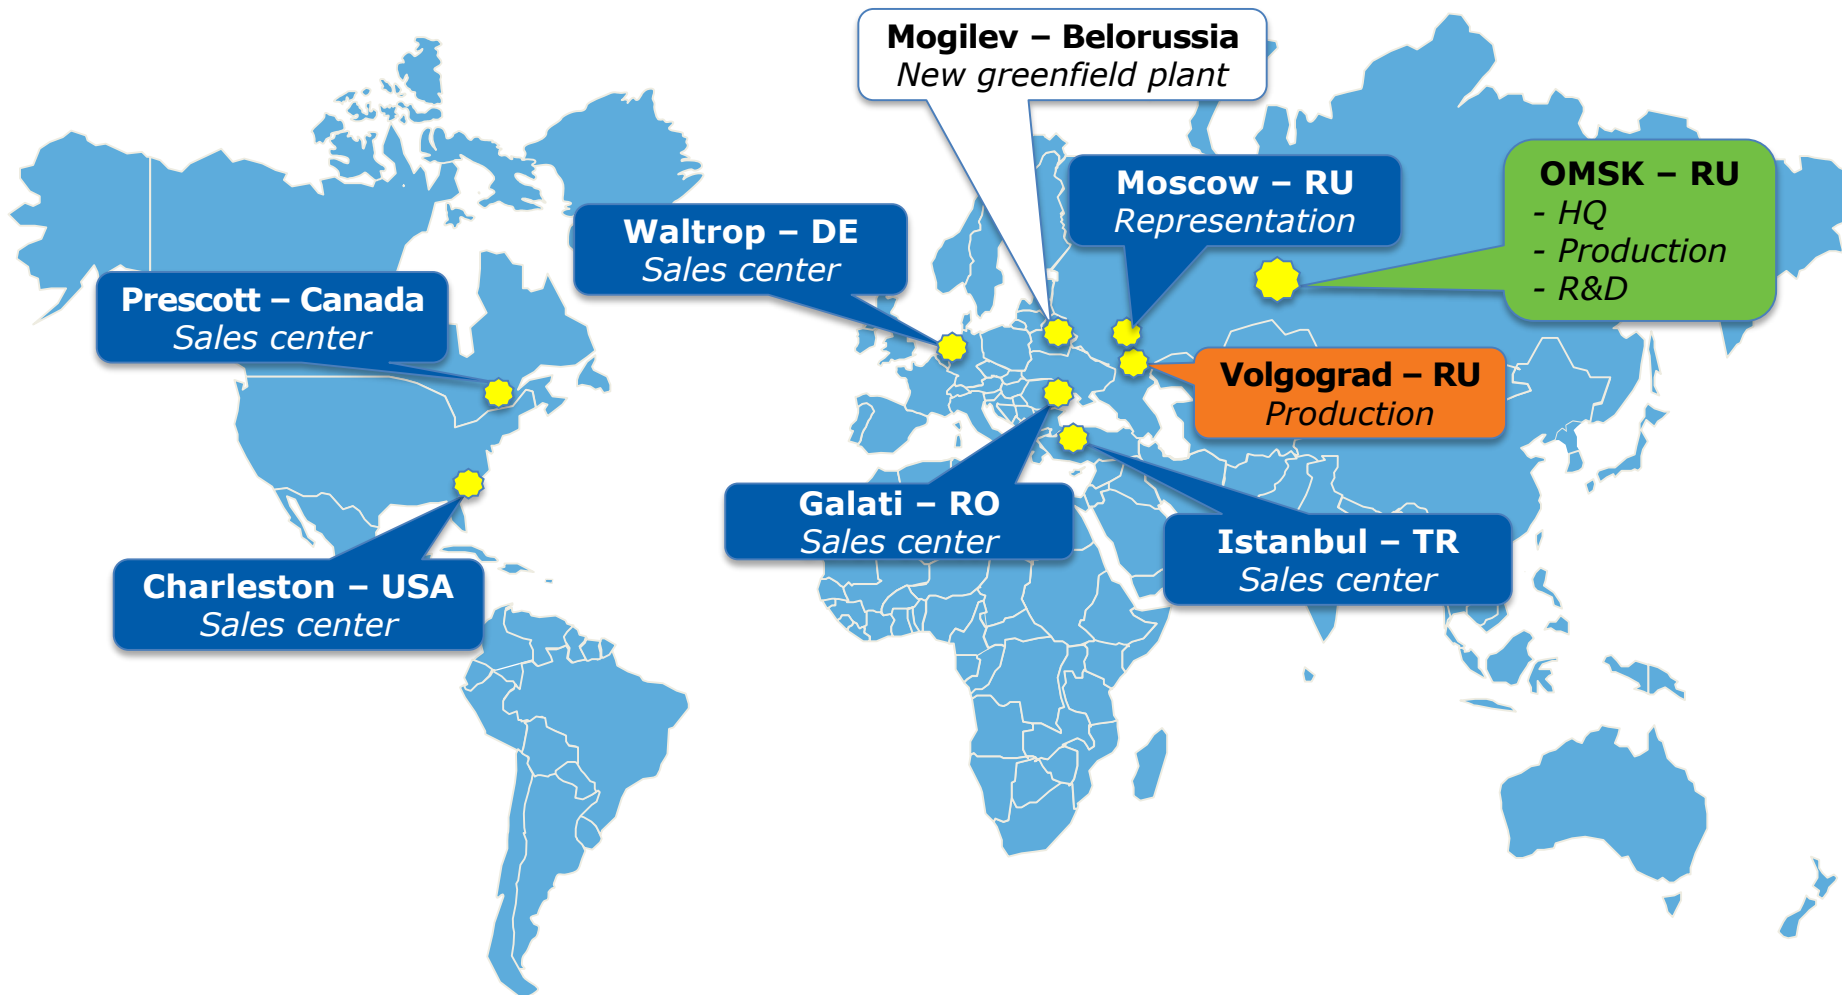 Mogilev – Belorussia
New greenfield plant
Moscow – RU
Representation
OMSK – RU
- HQ
- Production
- R&D
Waltrop – DE
Sales center
Prescott – Canada
Sales center
Volgograd – RU
Production
Galati – RO
Sales center
Istanbul – TR
Sales center
Charleston – USA
Sales center